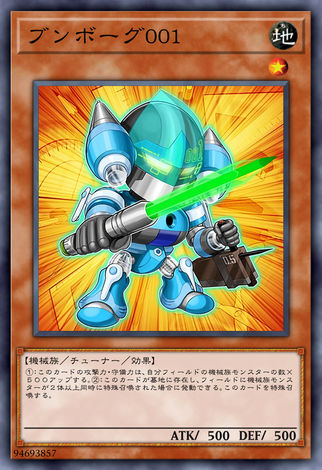 ブンボーグ001
地
001
0.5
【機械族／チューナー／効果】
①：このカードの攻撃力・守備力は、自分フィールドの機械族モンスターの数×
５００アップする。②：このカードが墓地に存在し、フィールドに機械族モンス
ターが２体以上同時に特殊召喚された場合に発動できる。このカードを特殊召
喚する。
ATK/ 500 DEF/ 500
94693857